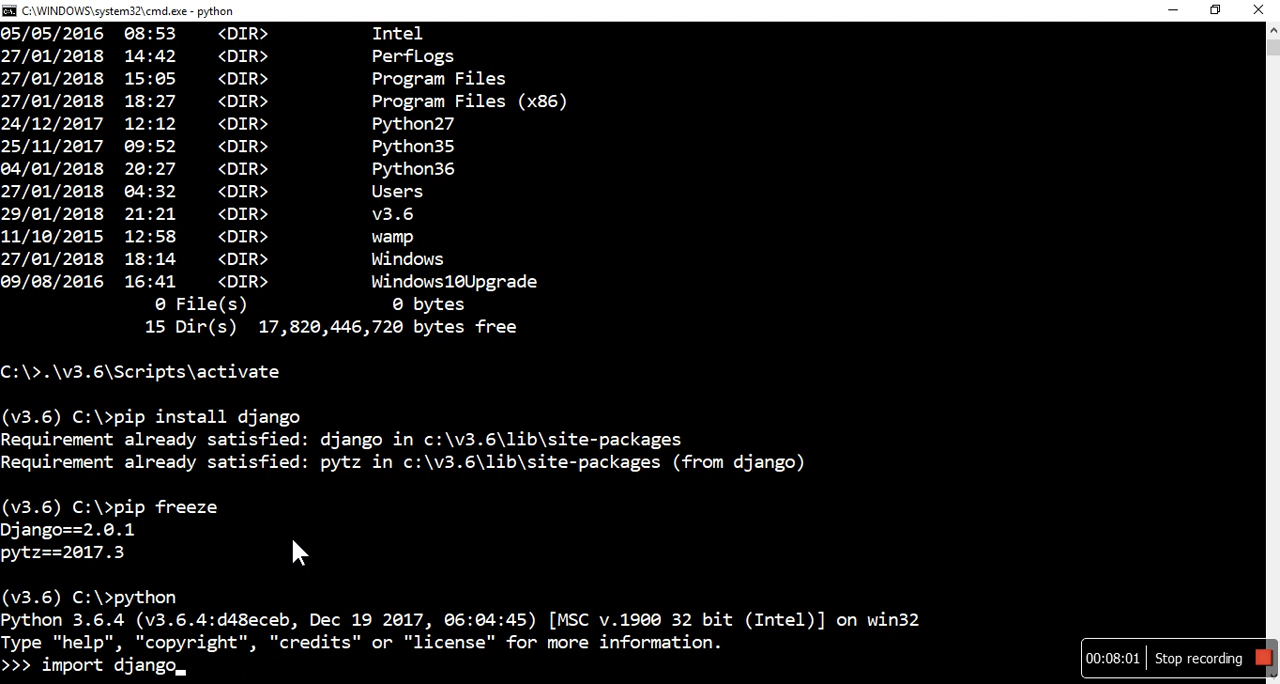 C:\WINDOWS\system32\cmd.exe - python
05/05/2016  08:53    <DIR>          Intel
27/01/2018  14:42    <DIR>          PerfLogs
27/01/2018  15:05    <DIR>          Program Files
27/01/2018  18:27    <DIR>          Program Files (x86)
24/12/2017  12:12    <DIR>          Python27
25/11/2017  09:52    <DIR>          Python35
04/01/2018  20:27    <DIR>          Python36
27/01/2018  04:32    <DIR>          Users
29/01/2018  21:21    <DIR>          v3.6
11/10/2015  12:58    <DIR>          wamp
27/01/2018  18:14    <DIR>          Windows
09/08/2016  16:41    <DIR>          Windows10Upgrade
0 File(s)              0 bytes
15 Dir(s)  17,820,446,720 bytes free
C:\>.\v3.6\Scripts\activate
(v3.6) C:\>pip install django
Requirement already satisfied: django in c:\v3.6\lib\site-packages
Requirement already satisfied: pytz in c:\v3.6\lib\site-packages (from django)
(v3.6) C:\>pip freeze
Django==2.0.1
pytz==2017.3
(v3.6) C:\>python
Python 3.6.4 (v3.6.4:d48eceb, Dec 19 2017, 06:04:45) [MSC v.1900 32 bit (Intel)] on win32
Type "help", "copyright", "credits" or "license" for more information.
>>> import django_
00:08:01 Stop recording